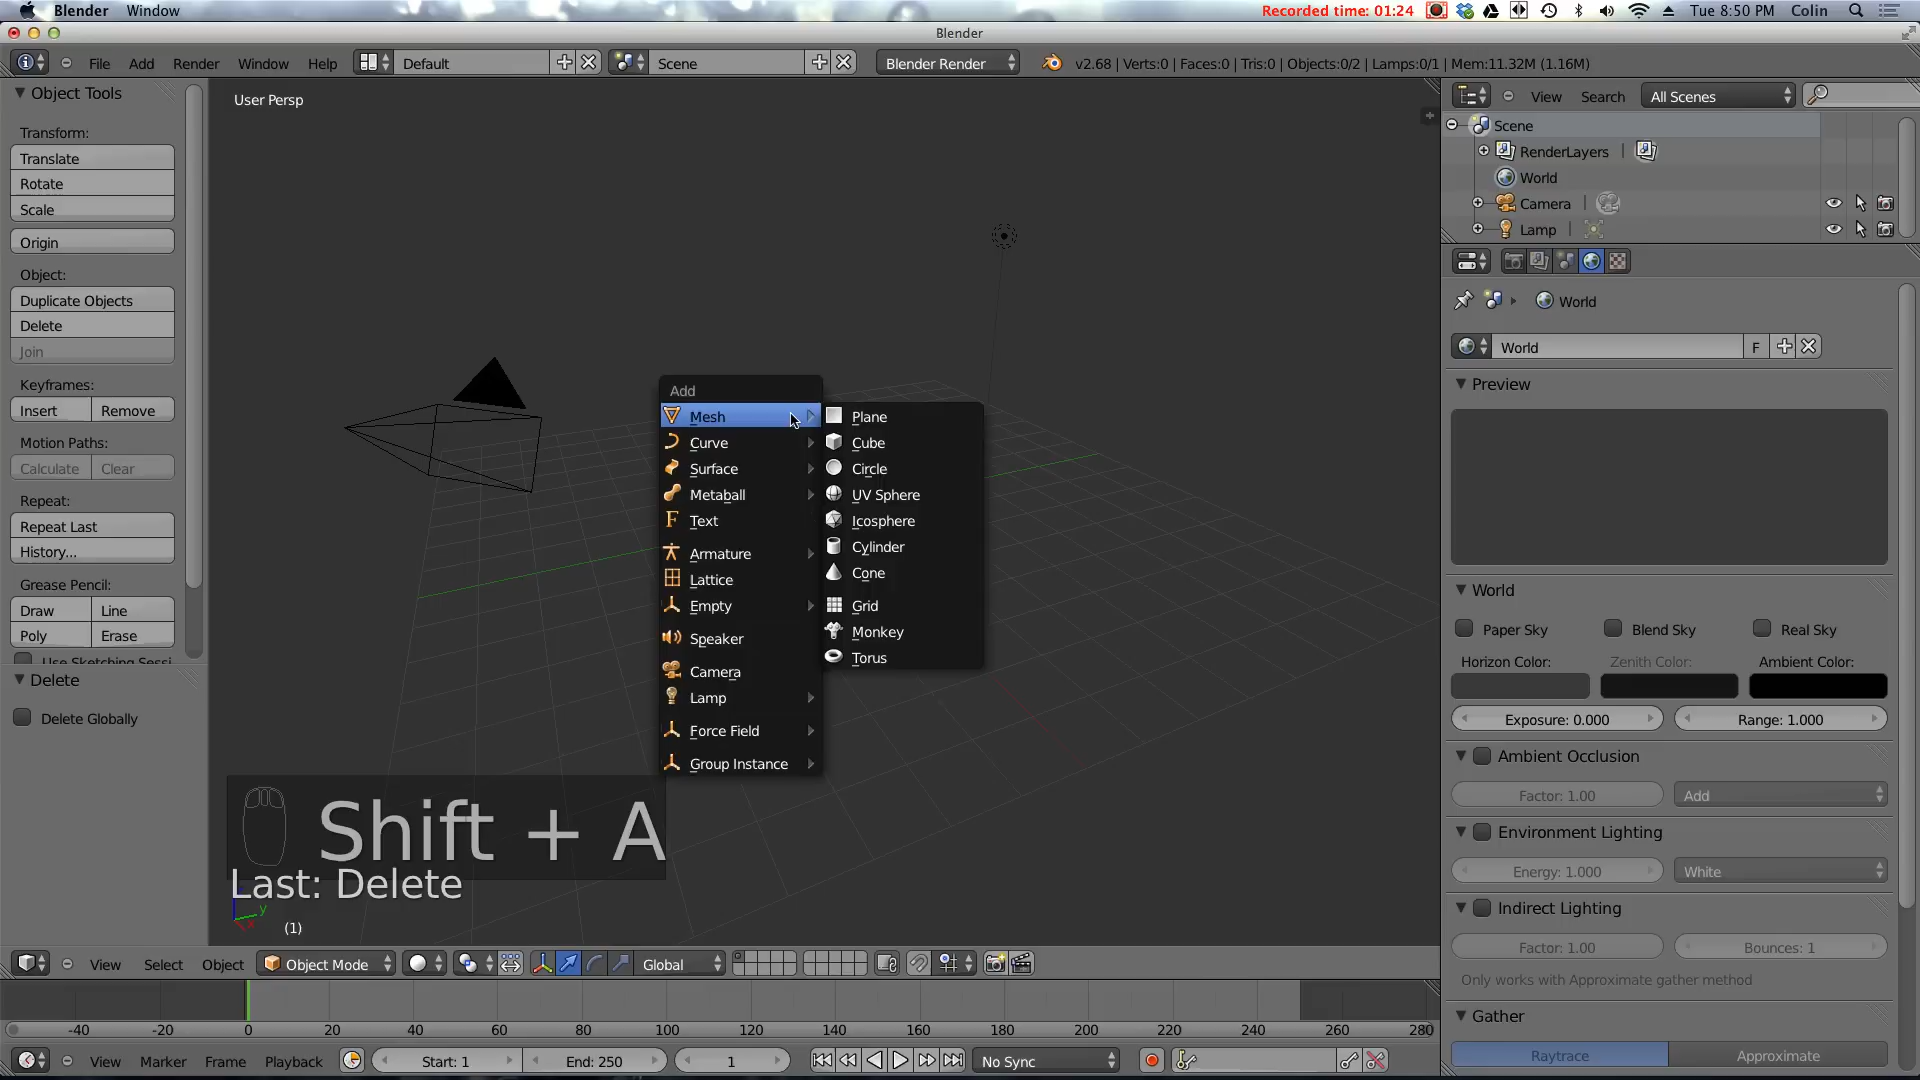 Blender Window
Recorded time: 01:24
Tue 8:50 PM Colin
Blender
File Add Render Window Help
Default
Scene
Blender Render
v2.68 | Verts:0 | Faces:0 | Tris:0 | Objects:0/2 | Lamps:0/1 | Mem:11.32M (1.16M)
Object Tools
Transform:
Translate
Rotate
Scale
Origin
Object:
Duplicate Objects
Delete
Join
Keyframes:
Insert Remove
Motion Paths:
Calculate Clear
Repeat:
Repeat Last
History...
Grease Pencil:
Draw Line
Poly Erase
Use Sketching Sessi
Delete
Delete Globally
User Persp
Add
Mesh
Curve
Surface
Metaball
Text
Armature
Lattice
Empty
Speaker
Camera
Lamp
Force Field
Group Instance
Plane
Cube
Circle
UV Sphere
Icosphere
Cylinder
Cone
Grid
Monkey
Torus
Shift + A
Last: Delete
y
x
(1)
View Search All Scenes
Scene
RenderLayers |
World
Camera |
Lamp |
World
World F
Preview
World
Paper Sky Blend Sky Real Sky
Horizon Color: Zenith Color: Ambient Color:
Exposure: 0.000 Range: 1.000
Ambient Occlusion
Factor: 1.00 Add
Environment Lighting
Energy: 1.000 White
Indirect Lighting
Factor: 1.00 Bounces: 1
Only works with Approximate gather method
Gather
Raytrace Approximate
View Select Object Object Mode Global
-40 -20 0 20 40 60 80 100 120 140 160 180 200 220 240 260 280
View Marker Frame Playback Start: 1 End: 250 1 No Sync